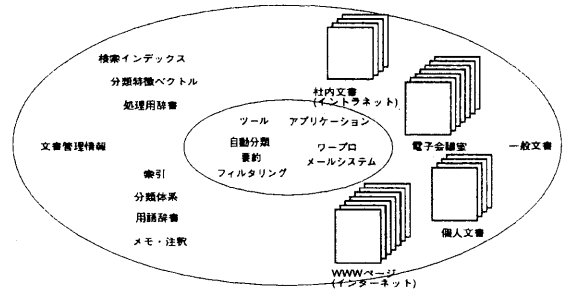 検索インデックス
分類特徴ベクトル
処理用辞書
文書管理情報
索引
分類体系
用語辞書
メモ・注釈
ツール
自動分類
要約
フィルタリング
アプリケーション
ワープロ
メールシステム
社内文書
(イントラネット)
電子会議室
一般文書
個人文書
WWWページ
(インターネット)